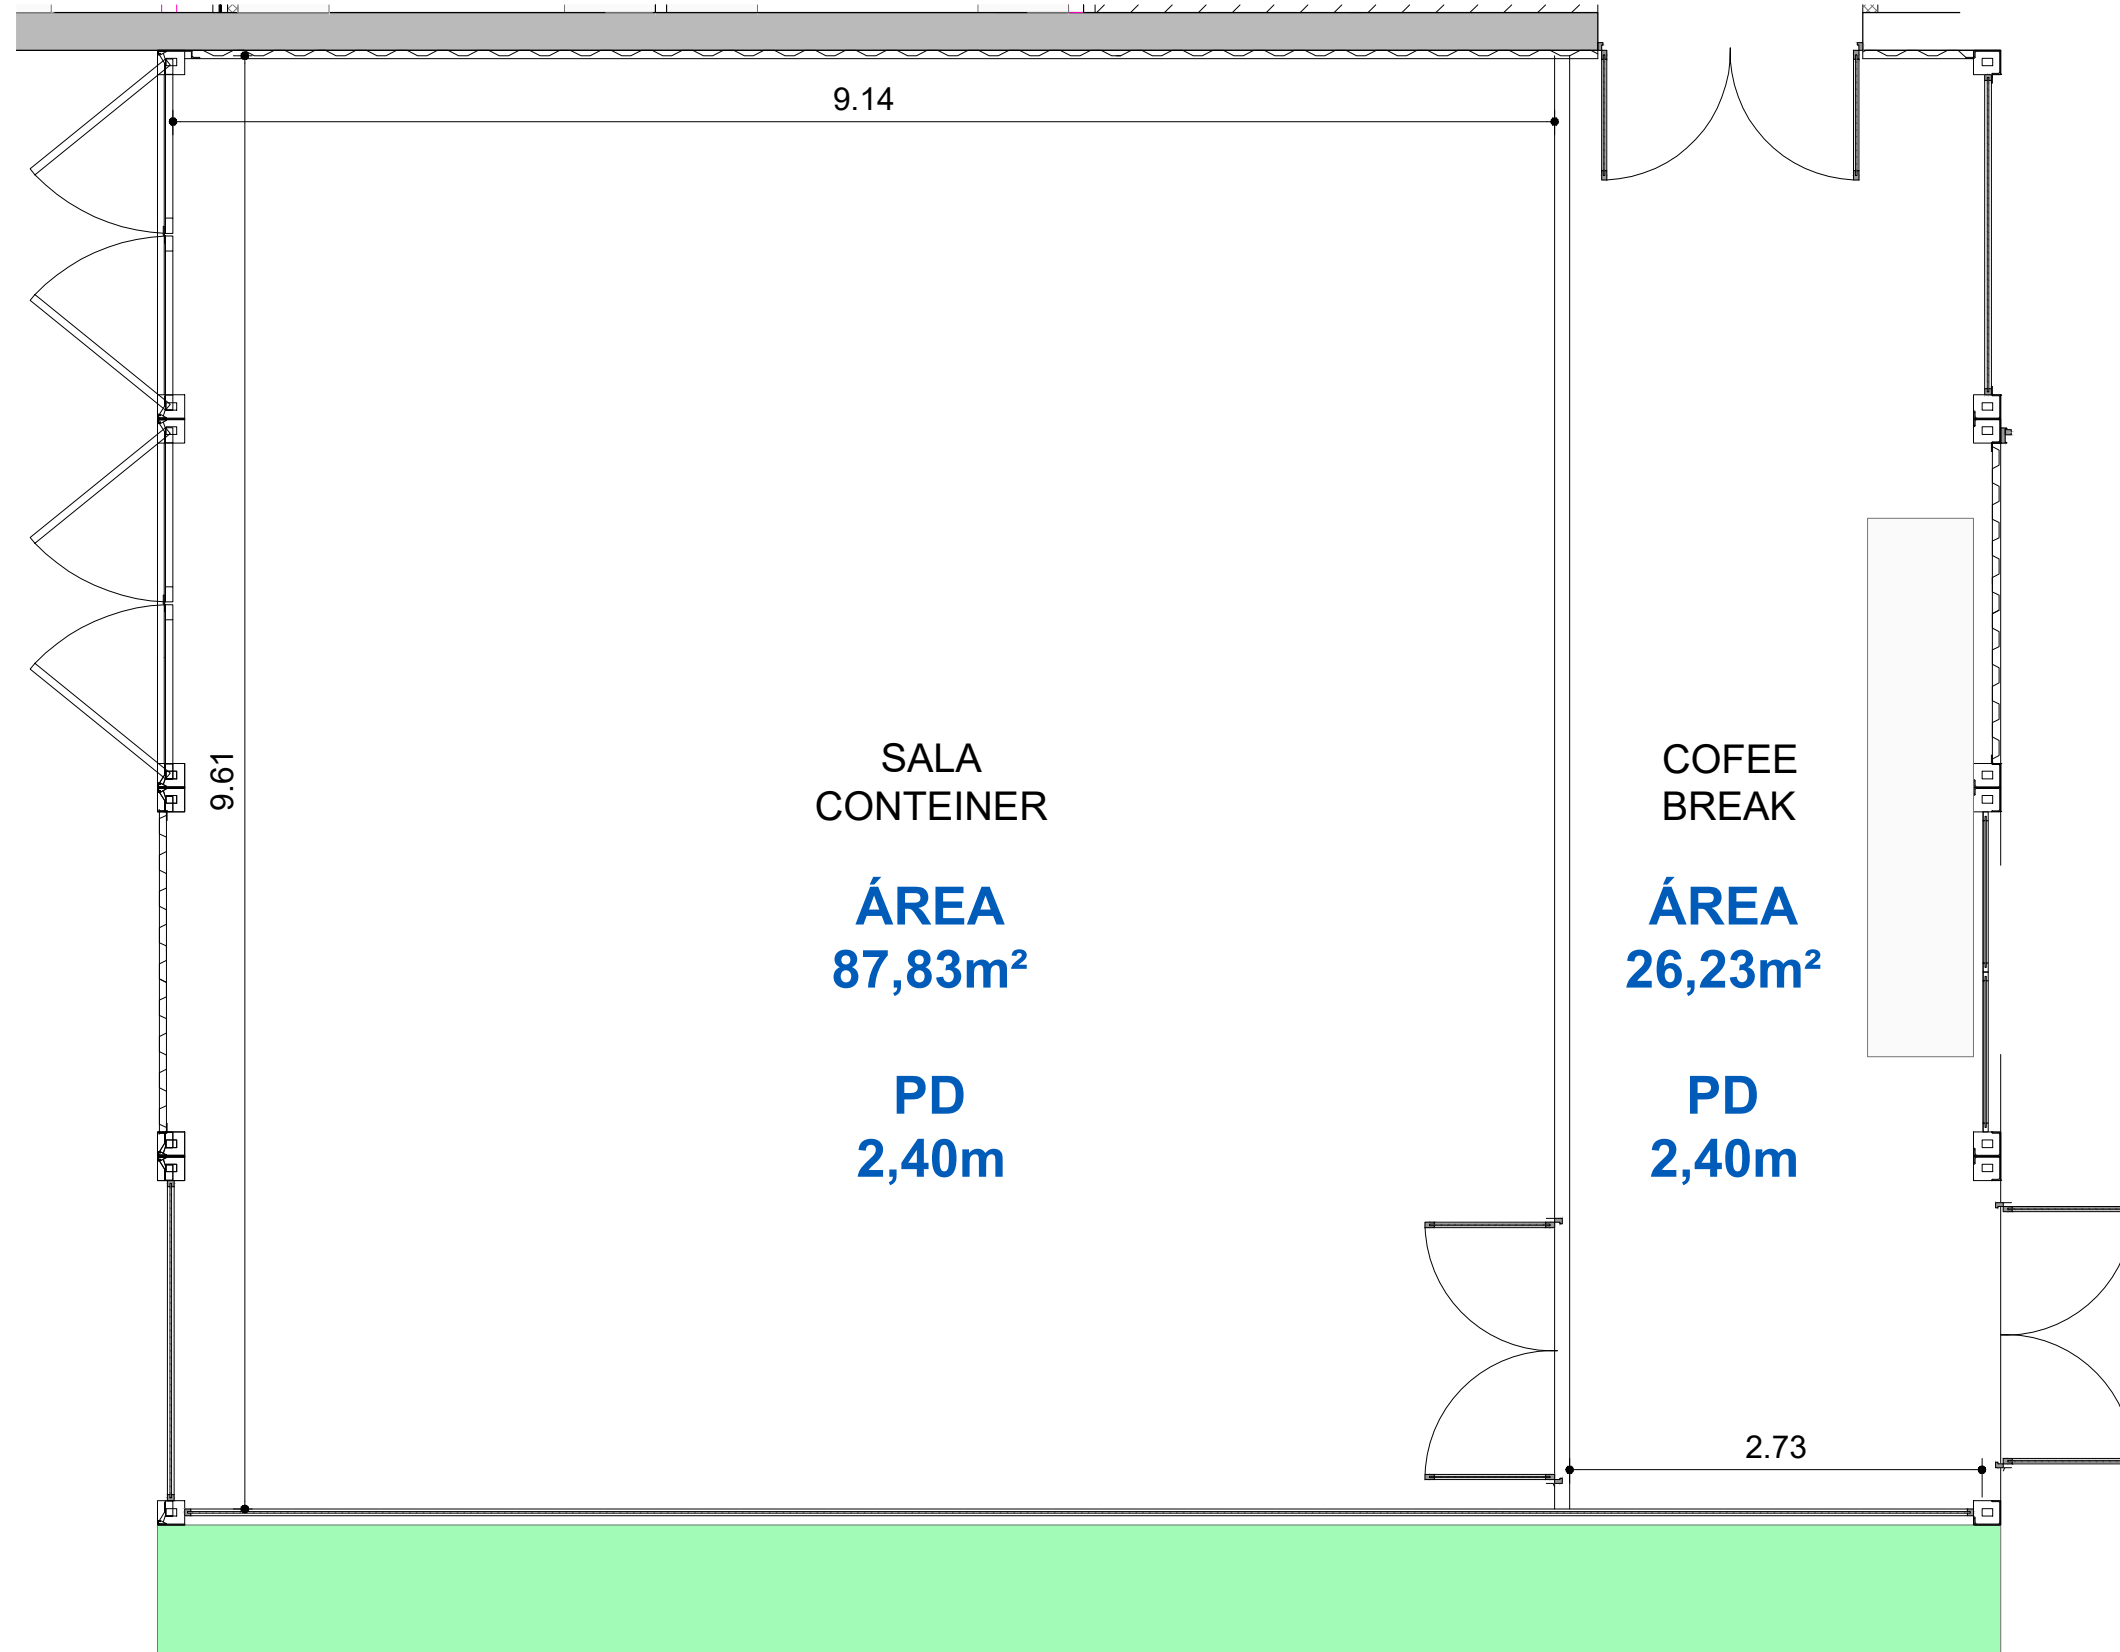 9.14
9.61
SALA
CONTEINER
ÁREA
87,83m²
PD
2,40m
COFEE
BREAK
ÁREA
26,23m²
PD
2,40m
2.73